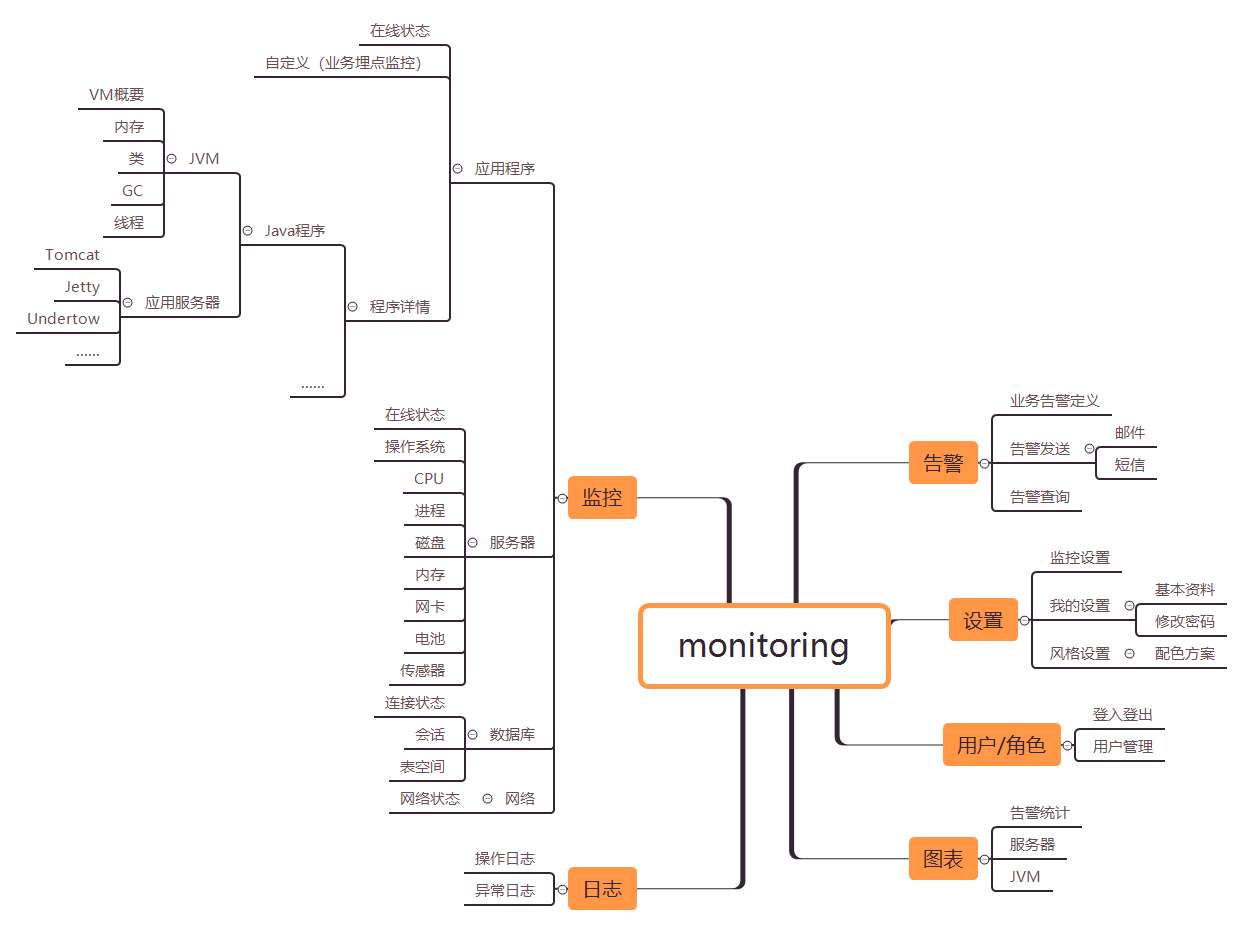 monitoring
监控
应用程序
在线状态
自定义（业务埋点监控）
程序详情
Java程序
JVM
VM概要
内存
类
GC
线程
应用服务器
Tomcat
Jetty
Undertow
......
......
服务器
在线状态
操作系统
CPU
进程
磁盘
内存
网卡
电池
传感器
数据库
连接状态
会话
表空间
网络
网络状态
日志
操作日志
异常日志
告警
业务告警定义
告警发送
邮件
短信
告警查询
设置
监控设置
我的设置
基本资料
修改密码
风格设置
配色方案
用户/角色
登入登出
用户管理
图表
告警统计
服务器
JVM